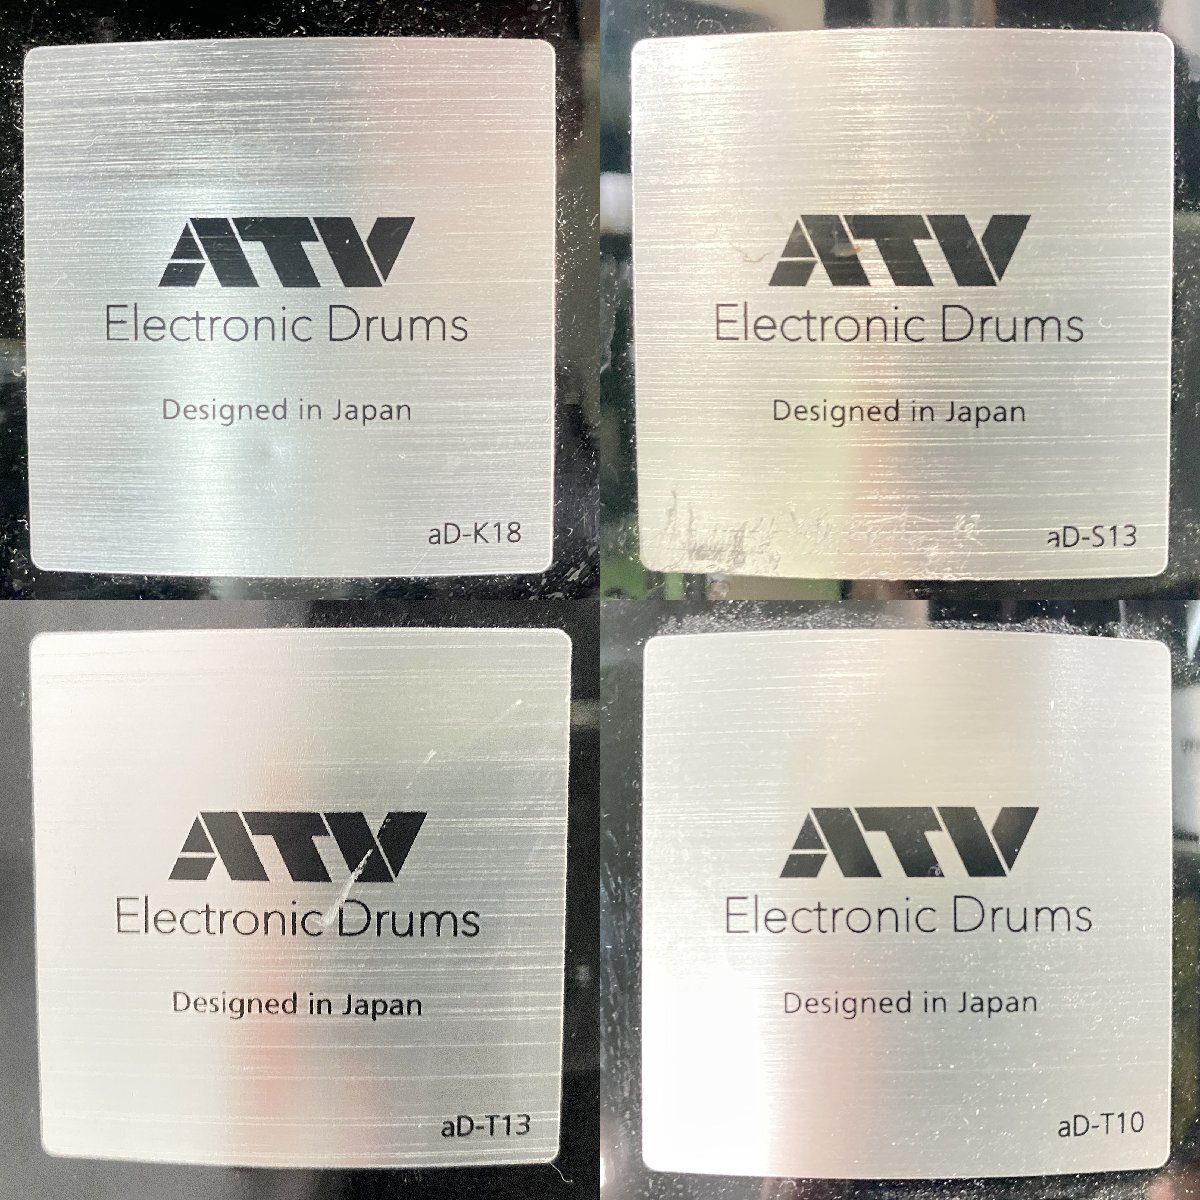 ATV
Electronic Drums
Designed in Japan
aD-K18
ATV
Electronic Drums
Designed in Japan
aD-S13
ATV
Electronic Drums
Designed in Japan
aD-T13
ATV
Electronic Drums
Designed in Japan
aD-T10